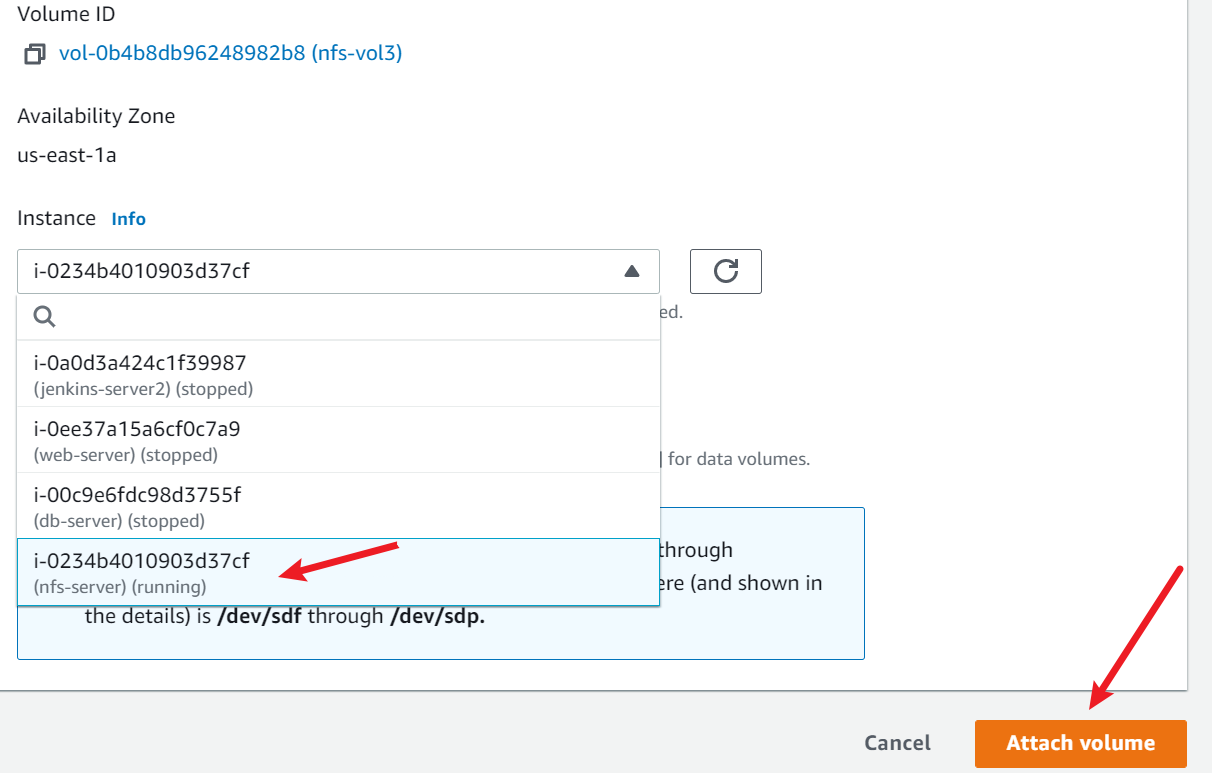 Volume ID
vol-0b4b8db96248982b8 (nfs-vol3)
Availability Zone
us-east-1a
Instance Info
i-0234b4010903d37cf
ed.
i-0a0d3a424c1f39987
(jenkins-server2) (stopped)
i-0ee37a15a6cf0c7a9
(web-server) (stopped)
for data volumes.
i-00c9e6fdc98d3755f
(db-server) (stopped)
i-0234b4010903d37cf
through
(nfs-server) (running)
ere (and shown in
the details) is /dev/sdf through /dev/sdp.
Cancel
Attach volume